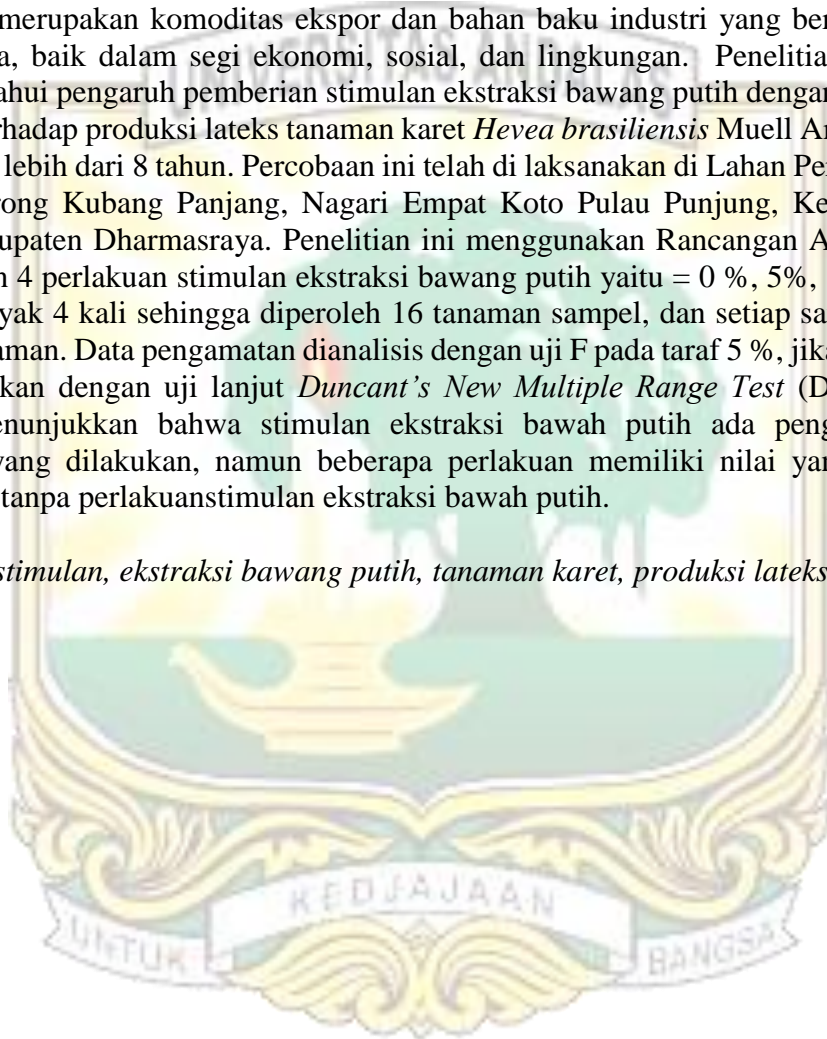 merupakan komoditas ekspor dan bahan baku industri yang ber
a, baik dalam segi ekonomi, sosial, dan lingkungan. Penelitian
ahui pengaruh pemberian stimulan ekstraksi bawang putih dengan
rhadap produksi lateks tanaman karet Hevea brasiliensis Muell Ar
lebih dari 8 tahun. Percobaan ini telah di laksanakan di Lahan Per
rong Kubang Panjang, Nagari Empat Koto Pulau Punjung, Ke
upaten Dharmasraya. Penelitian ini menggunakan Rancangan A
n 4 perlakuan stimulan ekstraksi bawang putih yaitu = 0 %, 5%,
yak 4 kali sehingga diperoleh 16 tanaman sampel, dan setiap sa
aman. Data pengamatan dianalisis dengan uji F pada taraf 5 %, jika
kan dengan uji lanjut Duncant's New Multiple Range Test (D
enunjukkan bahwa stimulan ekstraksi bawah putih ada peng
yang dilakukan, namun beberapa perlakuan memiliki nilai yan
tanpa perlakuanstimulan ekstraksi bawah putih.
stimulan, ekstraksi bawang putih, tanaman karet, produksi lateks
UNIVERSITAS ANDALAS
UNTUK KEDJAJAAN BANGSA